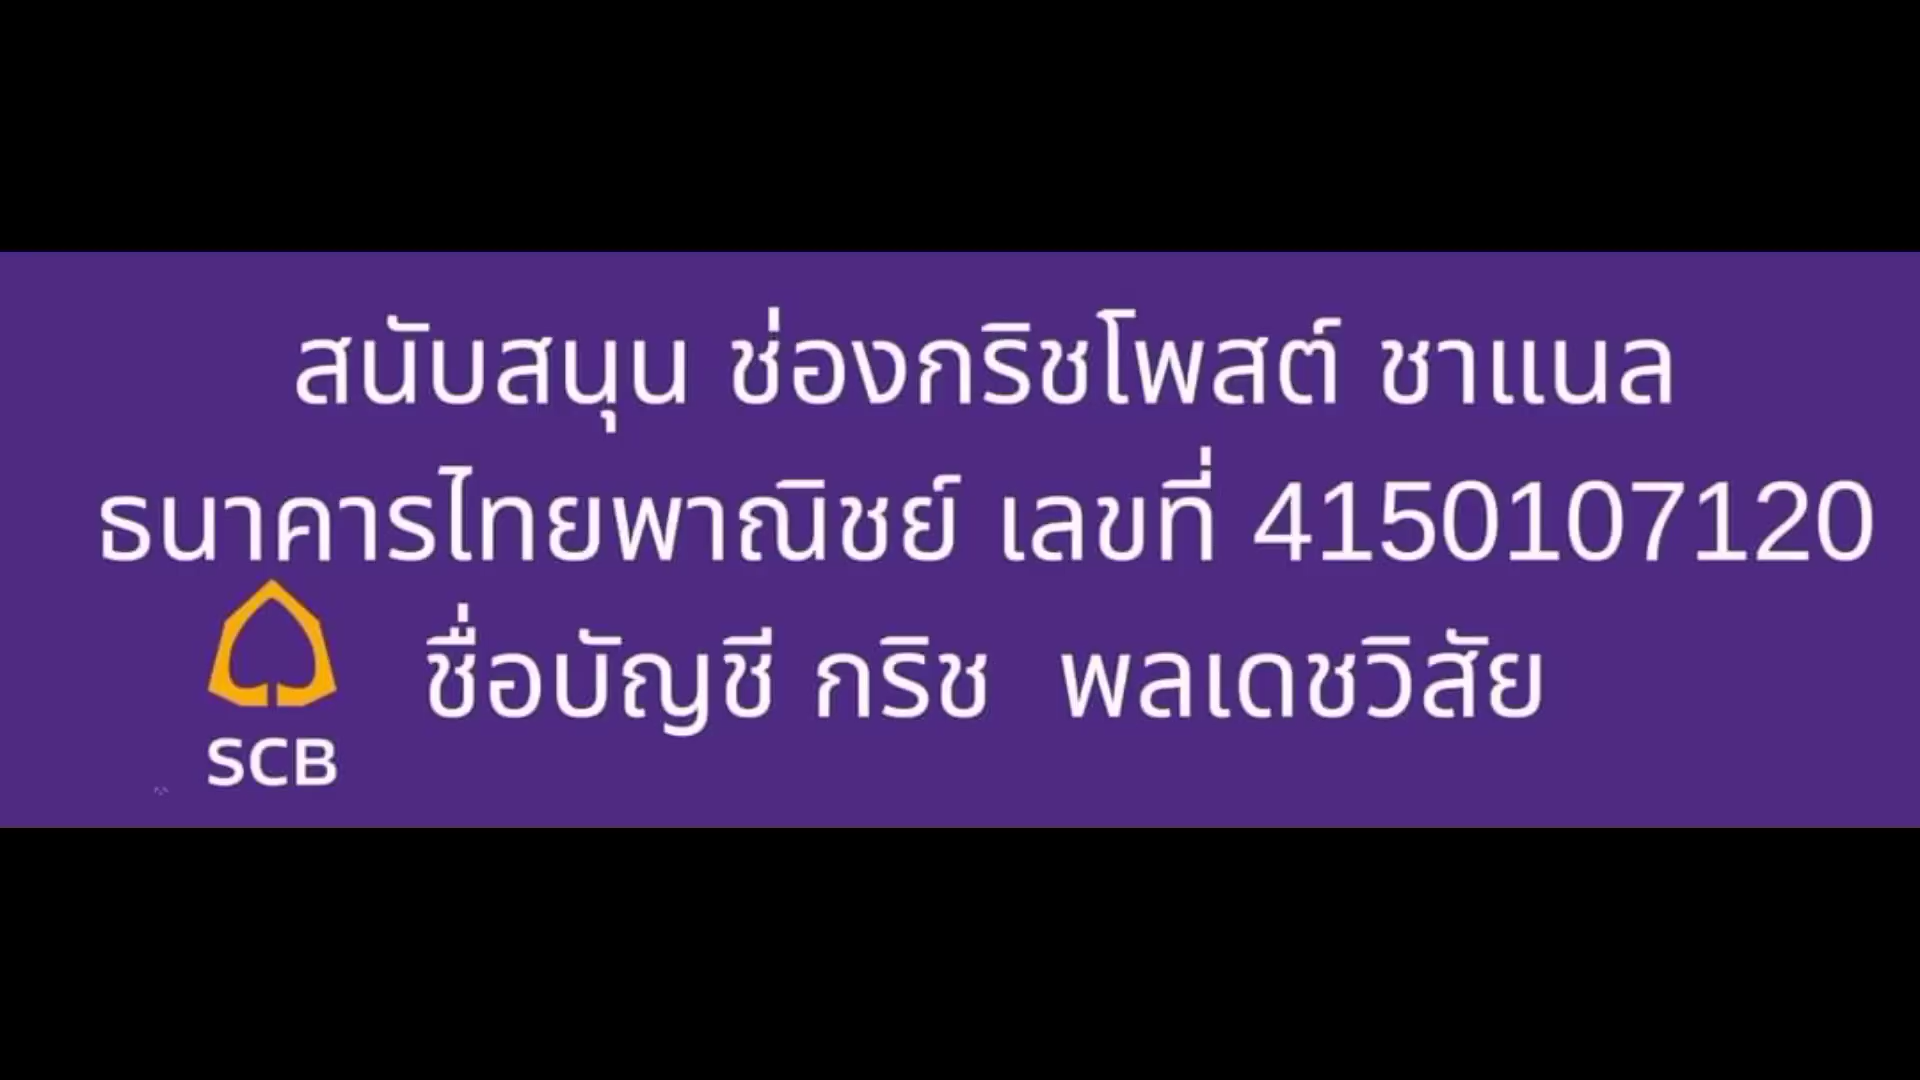 สนับสนุน ช่องกริชโพสต์ ชาแนล
ธนาคารไทยพาณิชย์ เลขที่ 4150107120
ชื่อบัญชี กริช พลเดชวิสัย
SCB